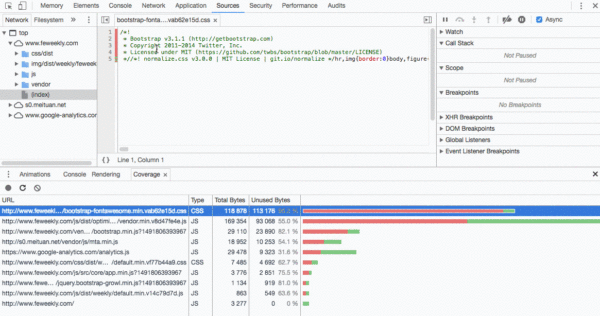 Memory Elements Console Application Network Sources Security Performance Audits
Network Filesystem »
bootstrap-fonta...vab62e15d.css ×
Async
top
www.feweekly.com
css/dist
img/dist/weekly/feweekl
js
vendor
(index)
s0.meituan.net
www.google-analytics.com
1 /*!
2 * Bootstrap v3.1.1 (http://getbootstrap.com)
3 * Copyright 2011-2014 Twitter, Inc.
4 * Licensed under MIT (https://github.com/twbs/bootstrap/blob/master/LICENSE)
5 *//*! normalize.css v3.0.0 | MIT License | git.io/normalize */hr,img{border:0}body,figure-
Watch
Call Stack
Not Paused
Scope
Not Paused
Breakpoints
No Breakpoints
XHR Breakpoints
DOM Breakpoints
Global Listeners
Event Listener Breakpoints
{} Line 1, Column 1
Animations Console Rendering Coverage ×
URL Type Total Bytes Unused Bytes
http://www.feweekl... /bootstrap-fontawesome.min.vab62e15d.css CSS 118 876 113 176
http://www.feweekly.com/js/dist/optimi... /vendor.min.v8d47fe4e.js JS 169 354 93 068 55.0 %
http://www.feweekly.com/ven... /bootstrap.min.js?1491806393967 JS 29 110 23 890 82.1 %
http://s0.meituan.net/vendor/js/mta.min.js JS 18 952 10 253 54.1 %
https://www.google-analytics.com/analytics.js JS 29 478 9 323 31.6 %
http://www.feweekly.com/css/dist/w... /default.min.vf77b44a9.css CSS 7 485 4 692 62.7 %
http://www.feweekly.com/js/src/core/app.min.js?1491806393967 JS 3 776 2 851 75.5 %
http://www.fewe... /jquery.bootstrap-growl.min.js?1491806393967 JS 1 134 919 81.0 %
http://www.feweekly.com/js/dist/weekly/default.min.v14c79d7d.js JS 863 549 63.6 %
http://www.feweekly.com/ JS 3 277 0 0 %